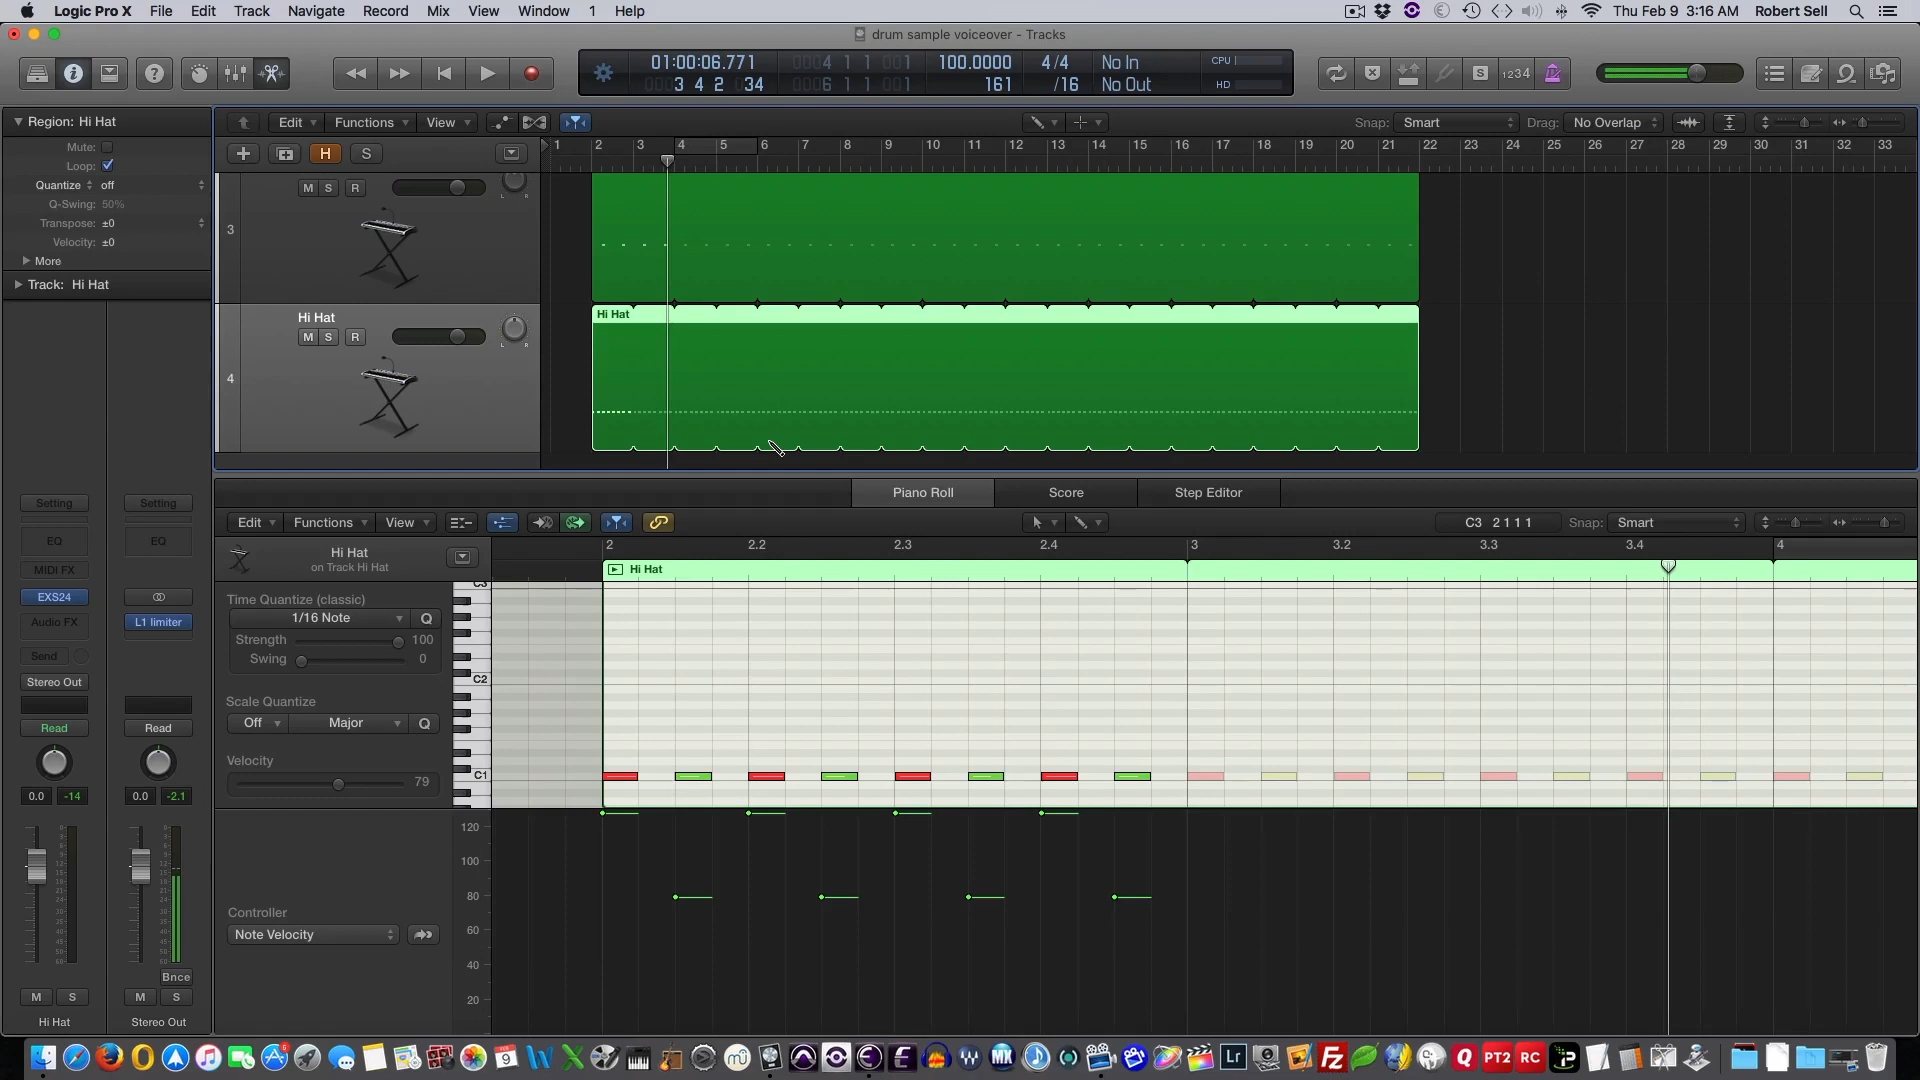 Logic Pro X File Edit Track Navigate Record Mix View Window 1 Help Thu Feb 9 3:16 AM Robert Sell
drum sample voiceover - Tracks
01:00:06.771 0004 1 1 001 100.0000 4/4 No In CPU
0003 4 2 034 0006 1 1 001 161 /16 No Out HD
S 1234
Region: Hi Hat
Mute:
Loop:
Quantize off
Q-Swing: 50%
Transpose: ±0
Velocity: ±0
More
Track: Hi Hat
Edit Functions View Snap: Smart Drag: No Overlap
H S
1 2 3 4 5 6 7 8 9 10 11 12 13 14 15 16 17 18 19 20 21 22 23 24 25 26 27 28 29 30 31 32 33
M S R
L R
3
Hi Hat
M S R
L R
4
Hi Hat
Piano Roll Score Step Editor
Edit Functions View C3 2 1 1 1 Snap: Smart
Hi Hat
on Track Hi Hat
2 2.2 2.3 2.4 3 3.2 3.3 3.4 4
Hi Hat
Time Quantize (classic)
1/16 Note Q
Strength 100
Swing 0
Scale Quantize
Off Major Q
Velocity
79
C3
C2
C1
Controller
Note Velocity
120
100
80
60
40
20
Setting Setting
EQ EQ
MIDI FX
EXS24
Audio FX L1 limiter
Send
Stereo Out
Read Read
0.0 -14 0.0 -2.1
Bnce
M S M S
Hi Hat Stereo Out
9 MX Lr Fz Q PT2 RC